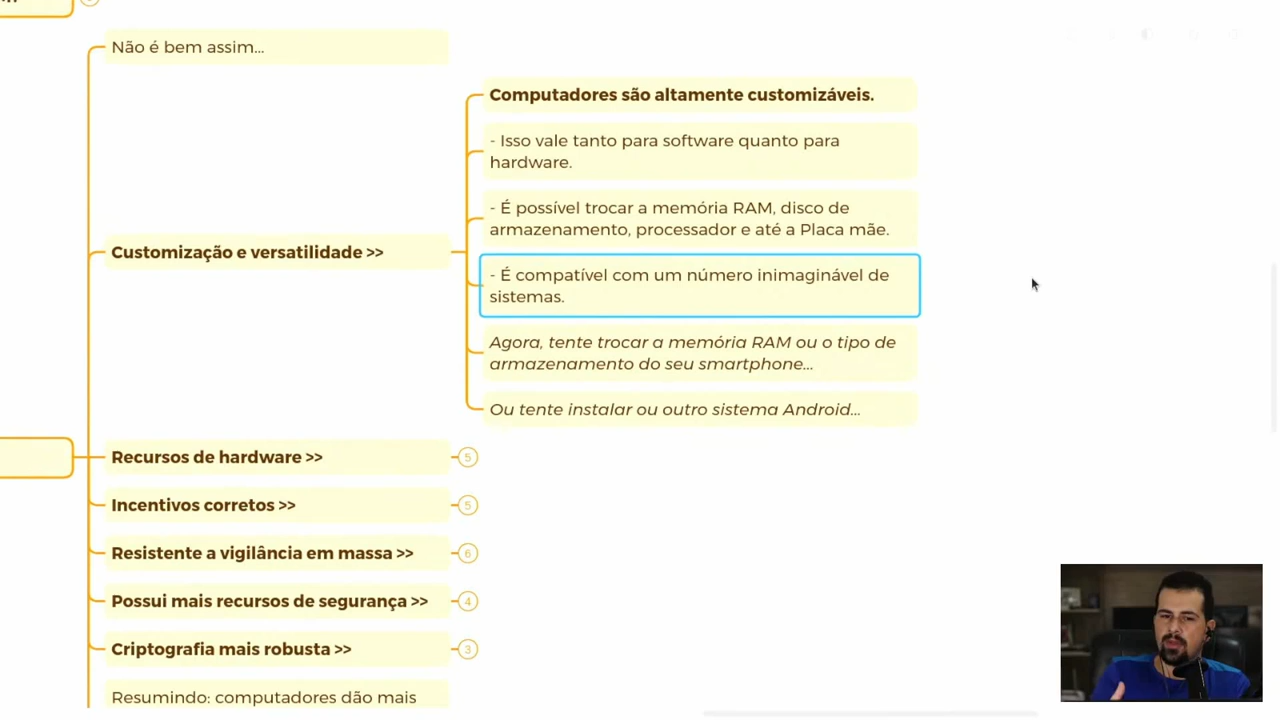 Não é bem assim...
Computadores são altamente customizáveis.
- Isso vale tanto para software quanto para
hardware.
- É possível trocar a memória RAM, disco de
armazenamento, processador e até a Placa mãe.
Customização e versatilidade >>
- É compatível com um número inimaginável de
sistemas.
Agora, tente trocar a memória RAM ou o tipo de
armazenamento do seu smartphone...
Ou tente instalar ou outro sistema Android...
Recursos de hardware >>
5
Incentivos corretos >>
5
Resistente a vigilância em massa >>
6
Possui mais recursos de segurança >>
4
Criptografia mais robusta >>
3
Resumindo: computadores dão mais